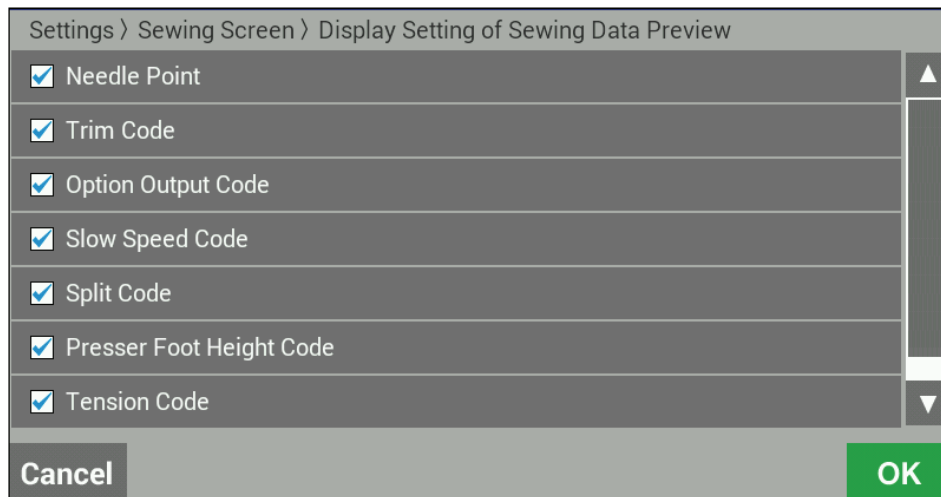 Settings 〉 Sewing Screen 〉 Display Setting of Sewing Data Preview
Needle Point
Trim Code
Option Output Code
Slow Speed Code
Split Code
Presser Foot Height Code
Tension Code
Cancel
OK